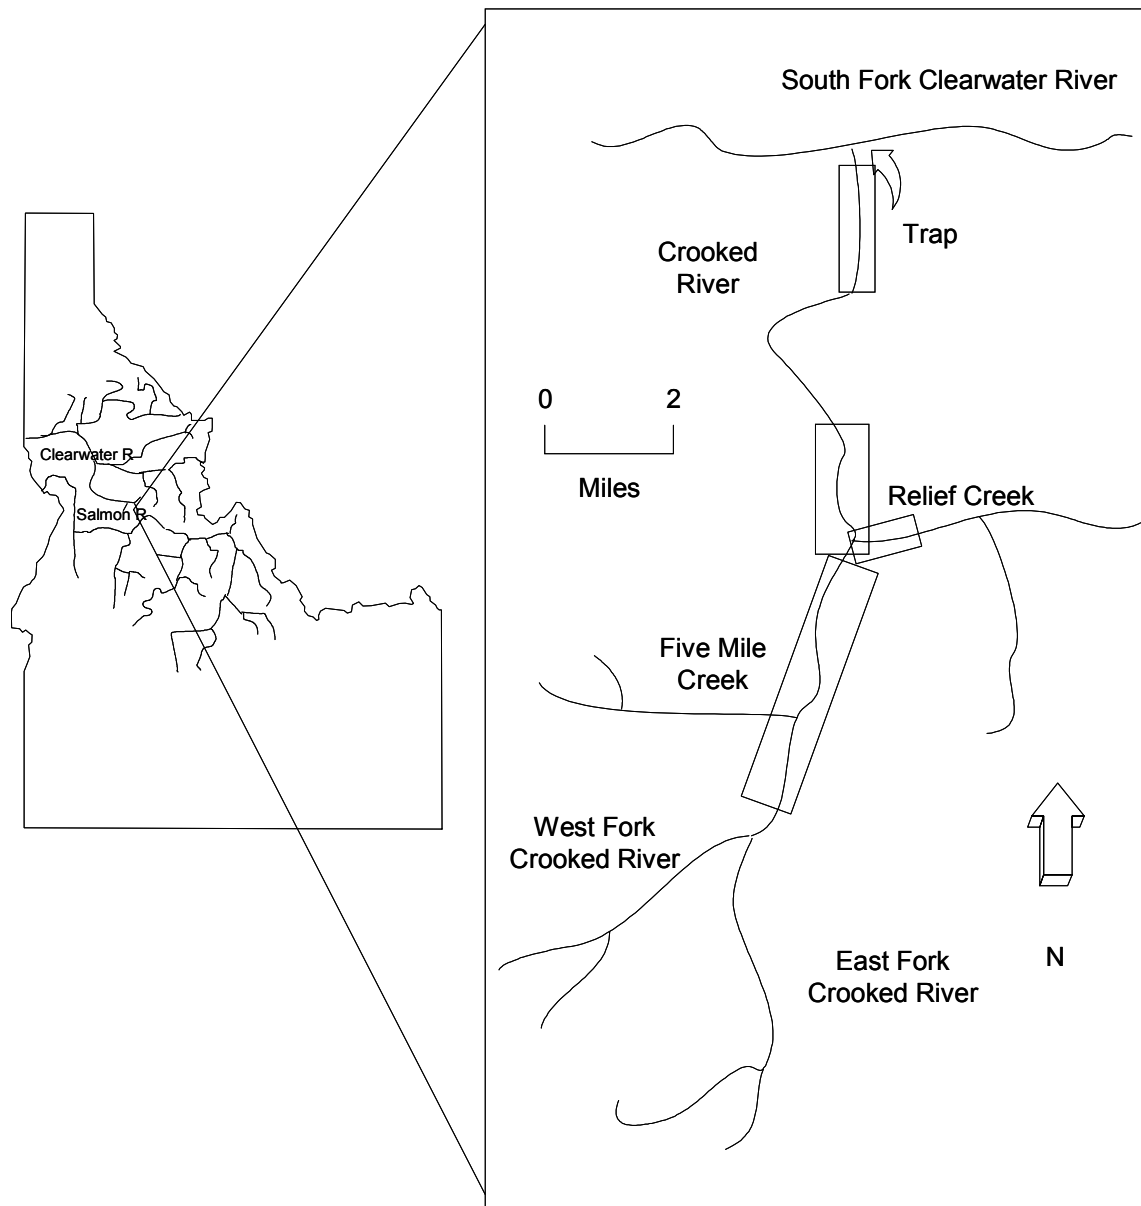 South Fork Clearwater River
Trap
Crooked
River
0 2
Miles
Relief Creek
Clearwater R
Salmon R
Five Mile
Creek
West Fork
Crooked River
East Fork
Crooked River
N